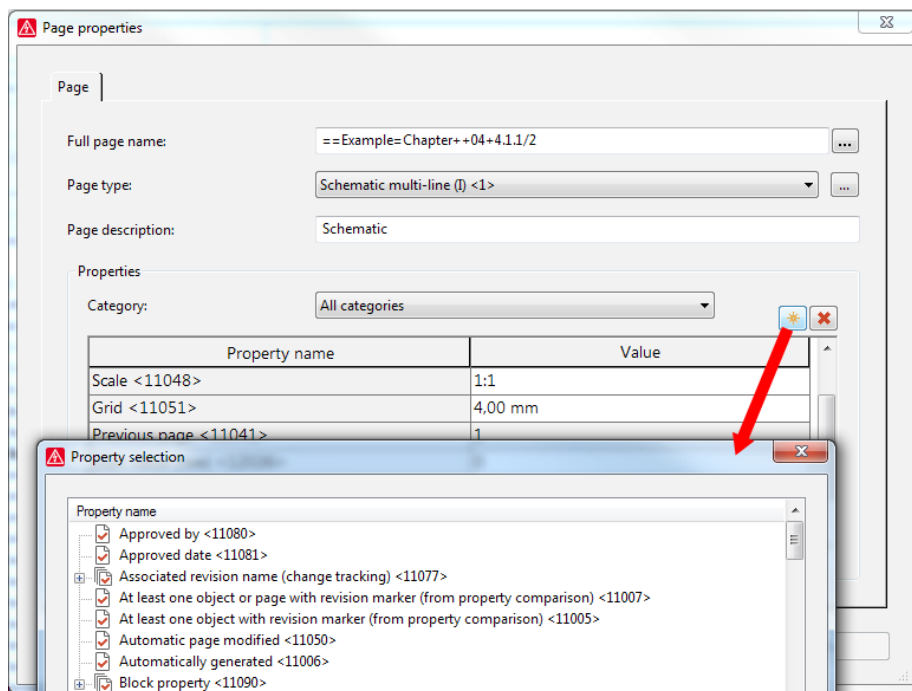 Page properties
Page
Full page name: ==Example=Chapter++04+4.1.1/2 ...
Page type: Schematic multi-line (I) <1> ...
Page description: Schematic
Properties
Category: All categories
Property name Value
Scale <11048> 1:1
Grid <11051> 4,00 mm
Previous page <11041> 1
Property selection
Property name
Approved by <11080>
Approved date <11081>
Associated revision name (change tracking) <11077>
At least one object or page with revision marker (from property comparison) <11007>
At least one object with revision marker (from property comparison) <11005>
Automatic page modified <11050>
Automatically generated <11006>
Block property <11090>